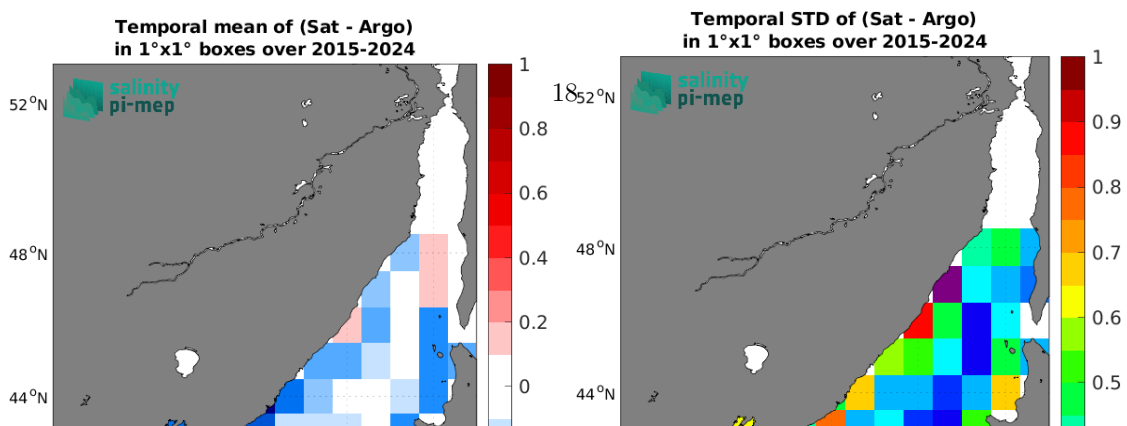 Temporal mean of (Sat - Argo)
in 1°x1° boxes over 2015-2024
salinity
pi-mep
52°N
48°N
44°N
1
0.8
0.6
0.4
0.2
0
18
Temporal STD of (Sat - Argo)
in 1°x1° boxes over 2015-2024
salinity
pi-mep
52°N
48°N
44°N
1
0.9
0.8
0.7
0.6
0.5